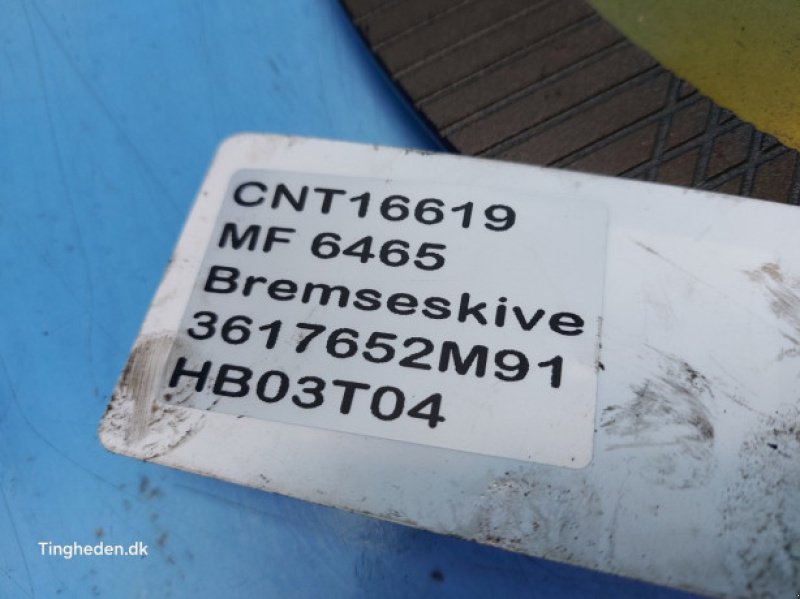 CNT16619
MF 6465
Bremseskive
3617652M91
HB03T04
Tingheden.dk